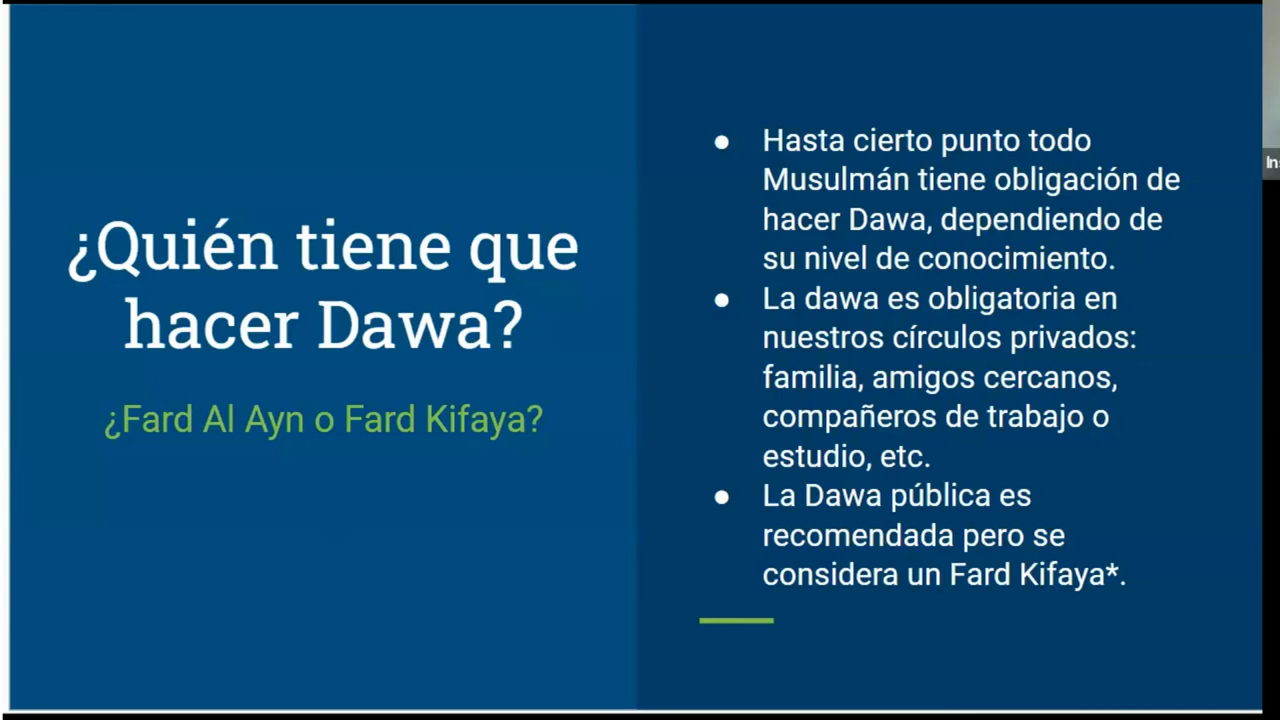 ¿Quién tiene que
hacer Dawa?
¿Fard Al Ayn o Fard Kifaya?
● Hasta cierto punto todo
Musulmán tiene obligación de
hacer Dawa, dependiendo de
su nivel de conocimiento.
● La dawa es obligatoria en
nuestros círculos privados:
familia, amigos cercanos,
compañeros de trabajo o
estudio, etc.
● La Dawa pública es
recomendada pero se
considera un Fard Kifaya*.